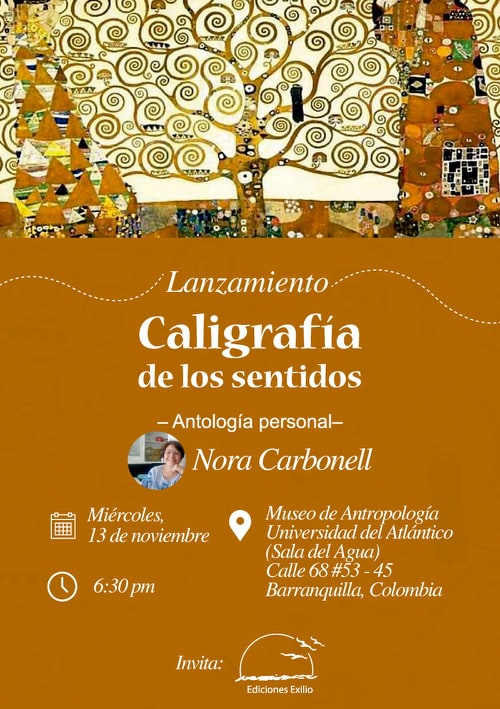 Lanzamiento
Caligrafía
de los sentidos
– Antología personal–
Nora Carbonell
Miércoles,
13 de noviembre
6:30 pm
Museo de Antropología
Universidad del Atlántico
(Sala del Agua)
Calle 68 #53 - 45
Barranquilla, Colombia
Invita:
Ediciones Exilio